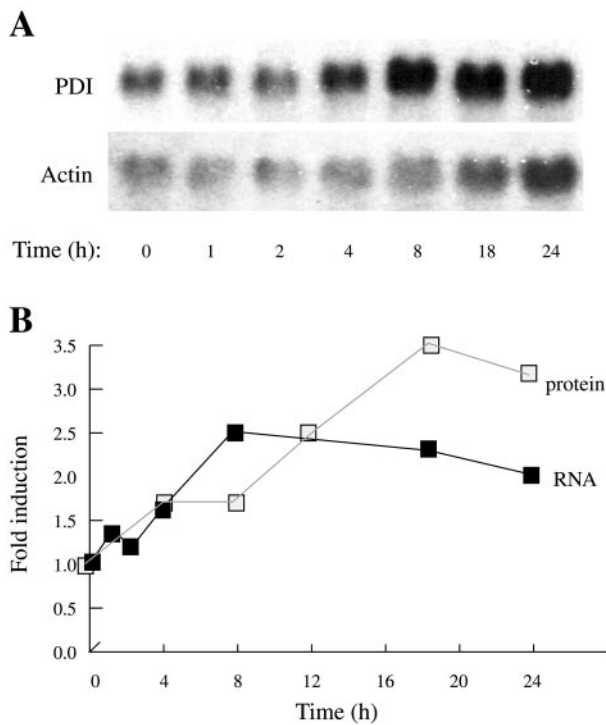 A
PDI
Actin
Time (h): 0 1 2 4 8 18 24
B
3.5
3.0
2.5
2.0
1.5
1.0
0.5
0.0
Fold induction
protein
RNA
0 4 8 12 16 20 24
Time (h)